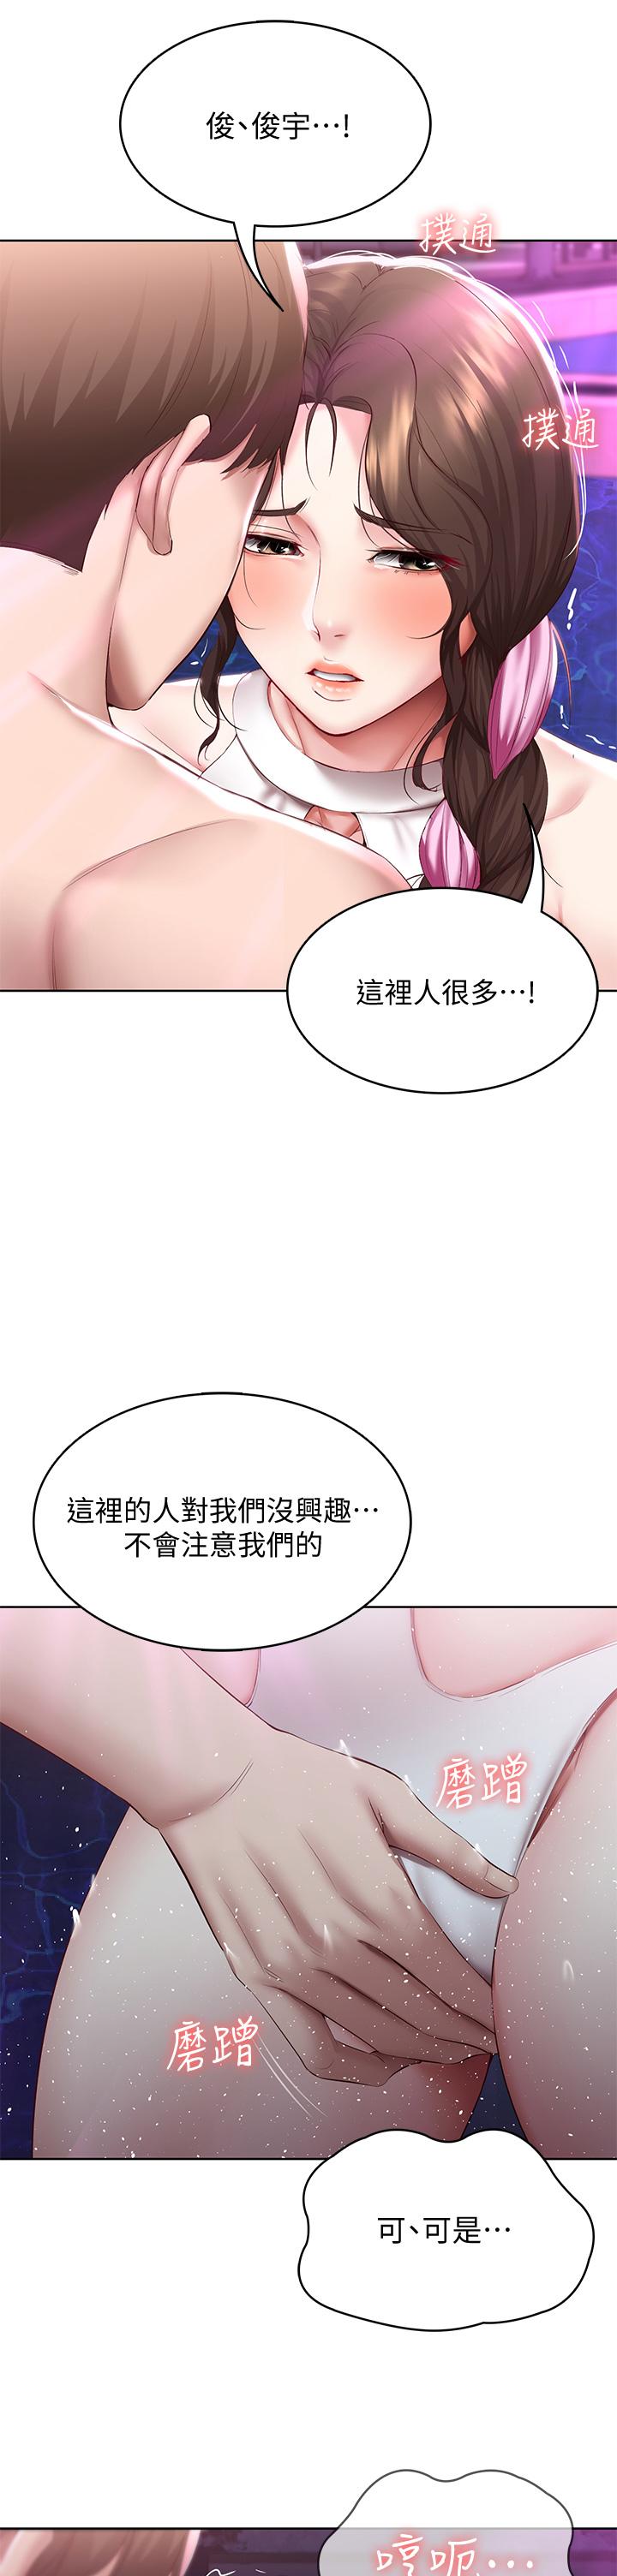 俊、俊宇…!
撲通
撲通
這裡人很多…!
這裡的人對我們沒興趣…
不會注意我們的
磨蹭
磨蹭
可、可是…
哼呃…